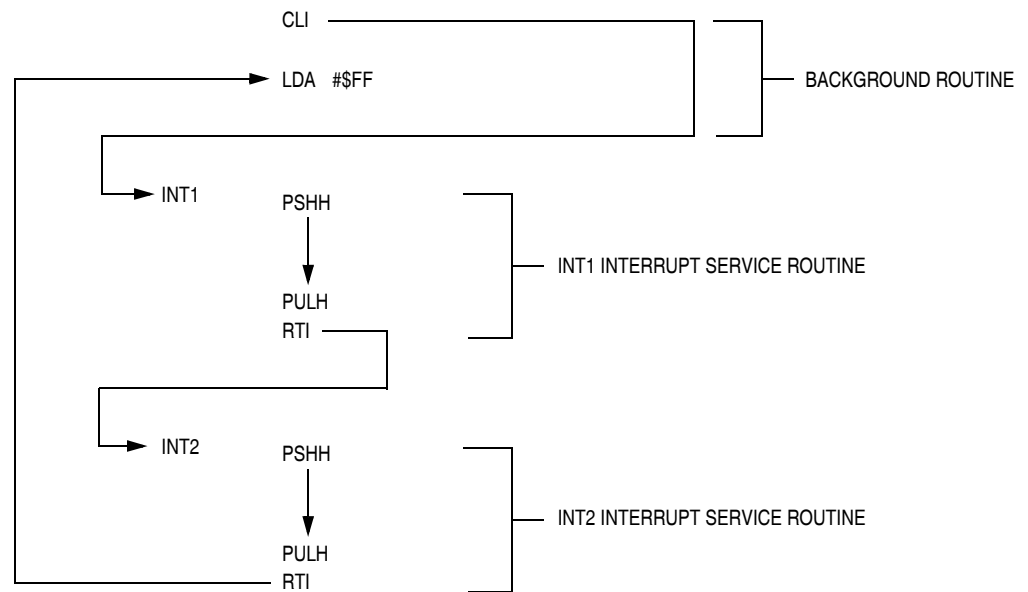 CLI
LDA #$FF
BACKGROUND ROUTINE
INT1
PSHH
INT1 INTERRUPT SERVICE ROUTINE
PULH
RTI
INT2
PSHH
INT2 INTERRUPT SERVICE ROUTINE
PULH
RTI